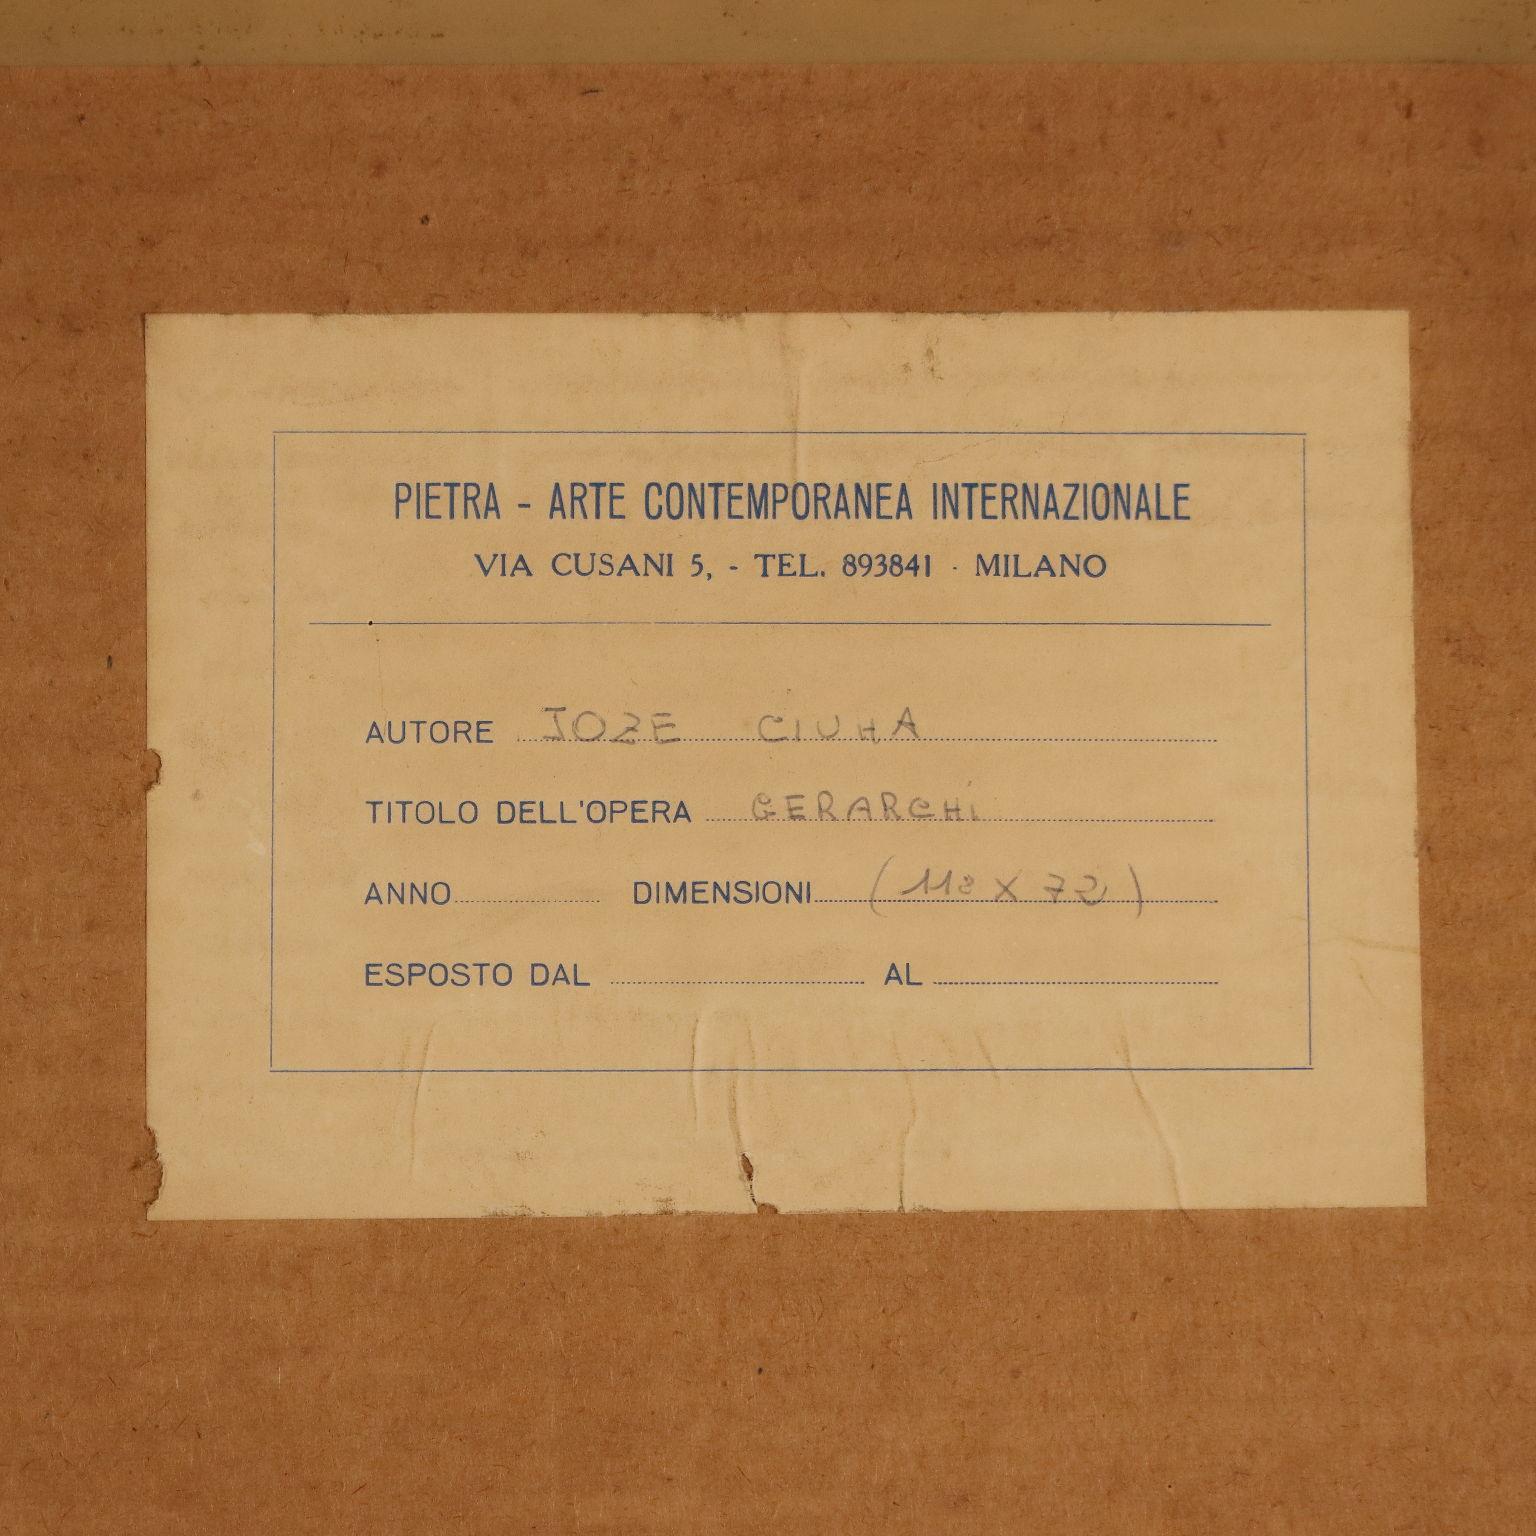 PIETRA - ARTE CONTEMPORANEA INTERNAZIONALE
VIA CUSANI 5, - TEL. 893841 · MILANO
AUTORE JOZE CIUHA
TITOLO DELL'OPERA GERARCHI
ANNO DIMENSIONI (112 X 72)
ESPOSTO DAL AL